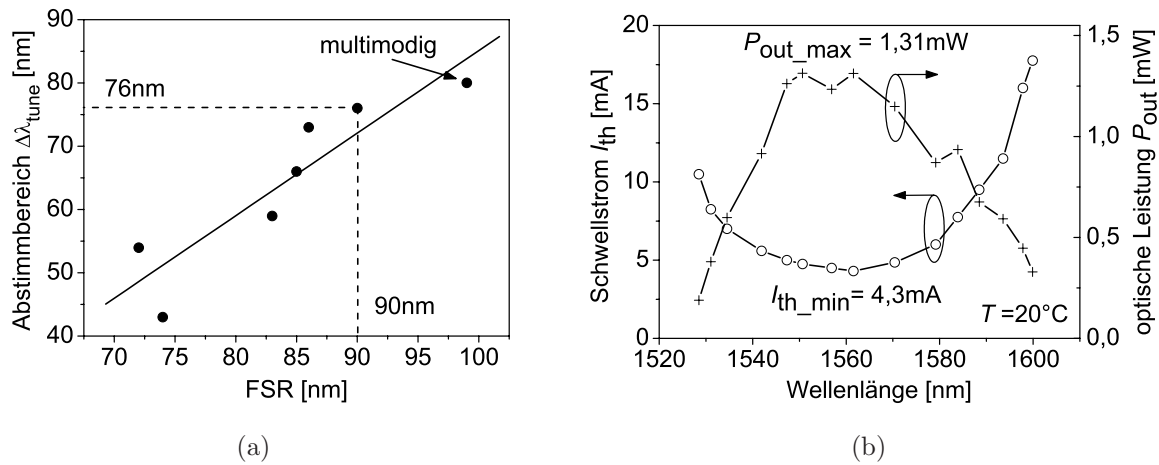 90
80
70
60
50
40
Abstimmbereich Δλtune [nm]
multimodig
76nm
90nm
70 75 80 85 90 95 100
FSR [nm]
(a)
20
15
10
5
0
Schwellstrom Ith [mA]
Pout_max = 1,31mW
Ith_min= 4,3mA
T =20°C
1,5
1,0
0,5
0,0
optische Leistung Pout [mW]
1520 1540 1560 1580 1600
Wellenlänge [nm]
(b)